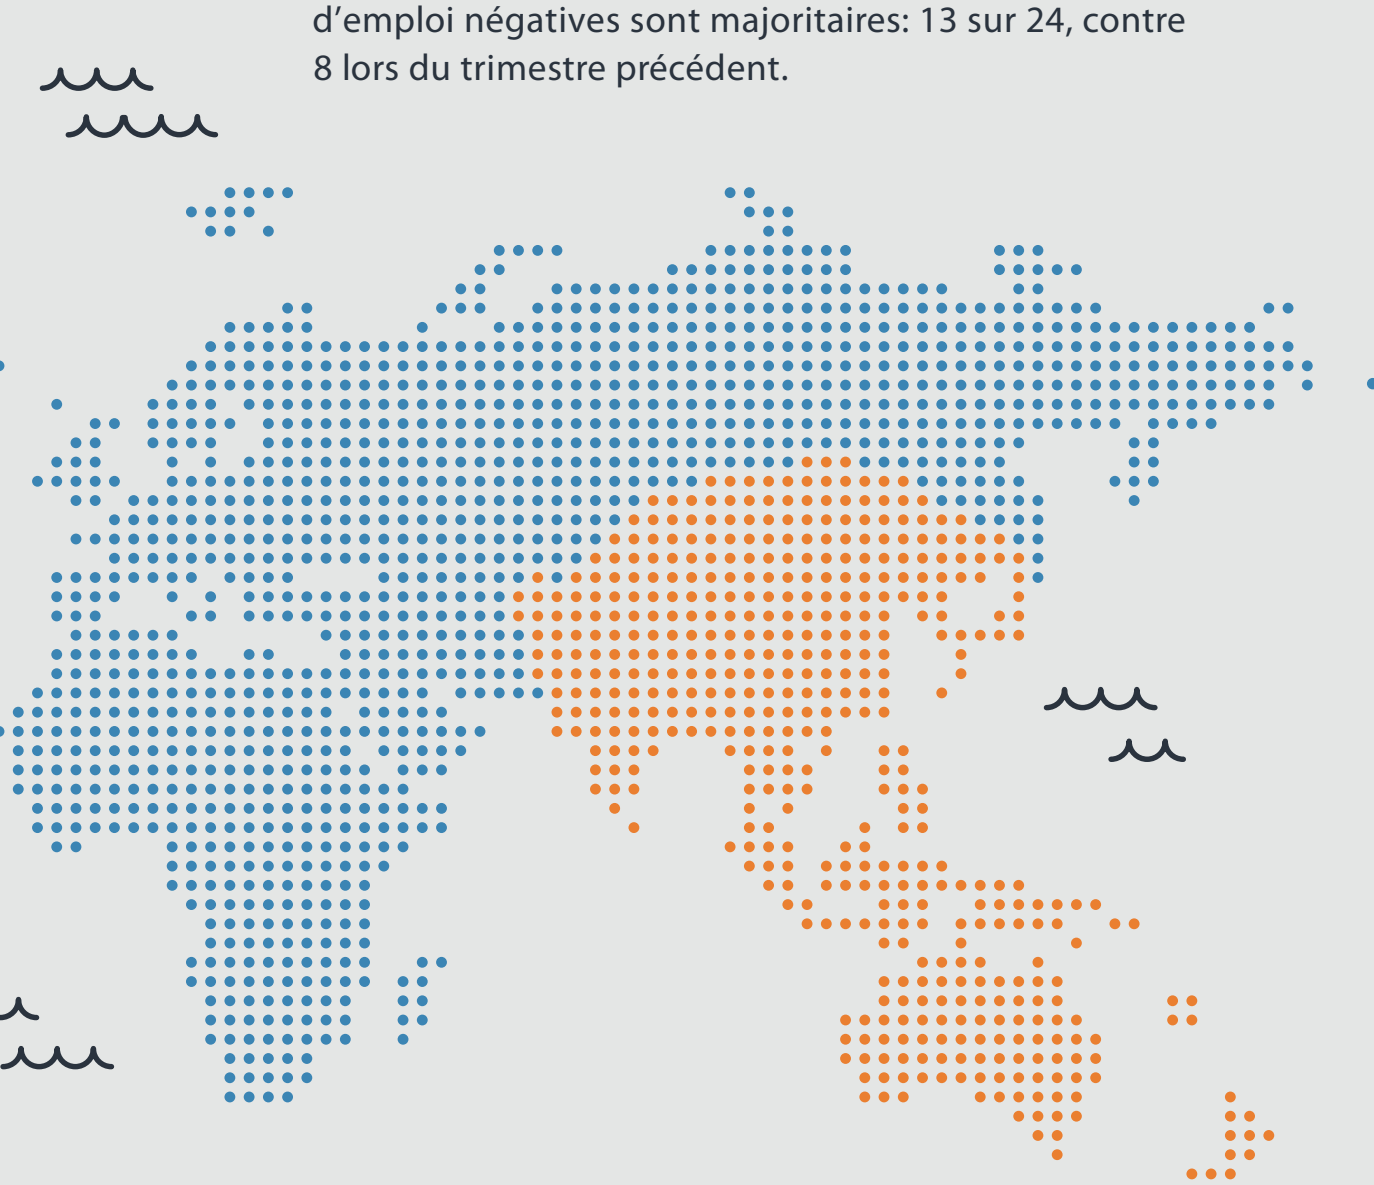 d’emploi négatives sont majoritaires: 13 sur 24, contre
8 lors du trimestre précédent.